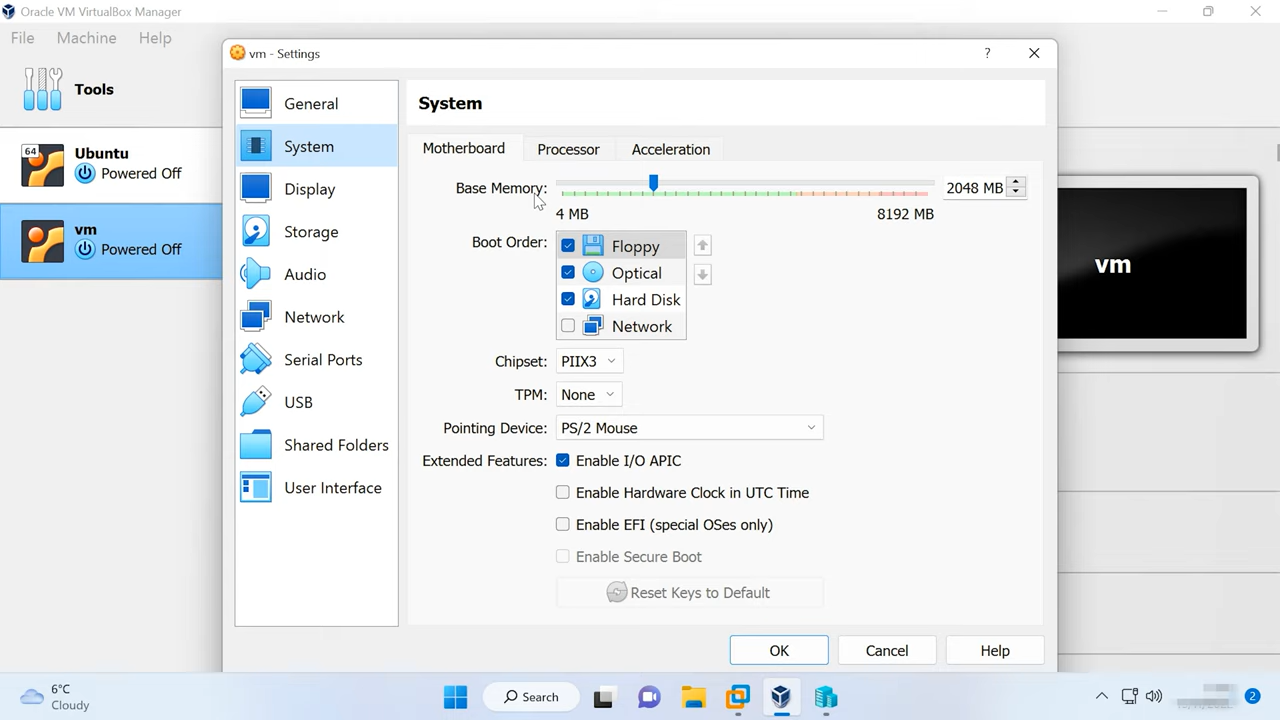 Oracle VM VirtualBox Manager
File Machine Help
Tools
64
Ubuntu
Powered Off
vm
Powered Off
vm - Settings
?
General
System
Display
Storage
Audio
Network
Serial Ports
USB
Shared Folders
User Interface
System
Motherboard Processor Acceleration
Base Memory: 2048 MB
4 MB 8192 MB
Boot Order: Floppy
Optical
Hard Disk
Network
Chipset: PIIX3
TPM: None
Pointing Device: PS/2 Mouse
Extended Features: Enable I/O APIC
Enable Hardware Clock in UTC Time
Enable EFI (special OSes only)
Enable Secure Boot
Reset Keys to Default
OK Cancel Help
vm
6°C
Cloudy
Search
2